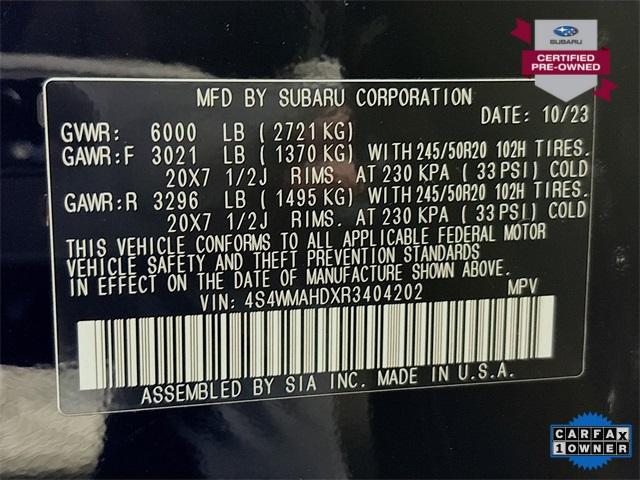 SUBARU
CERTIFIED
PRE-OWNED
MFD BY SUBARU CORPORATION
DATE: 10/23
GVWR: 6000 LB (2721 KG)
GAWR:F 3021 LB (1370 KG) WITH 245/50R20 102H TIRES.
20X7 1/2J RIMS. AT 230 KPA (33 PSI) COLD
GAWR:R 3296 LB (1495 KG) WITH 245/50R20 102H TIRES.
20X7 1/2J RIMS. AT 230 KPA (33 PSI) COLD
THIS VEHICLE CONFORMS TO ALL APPLICABLE FEDERAL MOTOR
VEHICLE SAFETY AND THEFT PREVENTION STANDARDS
IN EFFECT ON THE DATE OF MANUFACTURE SHOWN ABOVE.
VIN: 4S4WMAHDXR3404202 MPV
ASSEMBLED BY SIA INC. MADE IN U.S.A.
CARFAX
1 OWNER